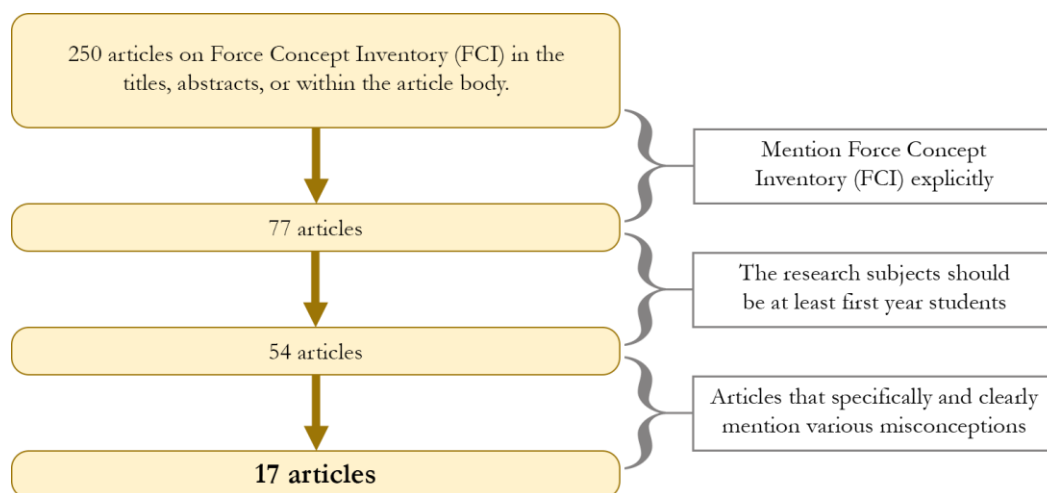 250 articles on Force Concept Inventory (FCI) in the
titles, abstracts, or within the article body.
Mention Force Concept
Inventory (FCI) explicitly
77 articles
The research subjects should
be at least first year students
54 articles
Articles that specifically and clearly
mention various misconceptions
17 articles